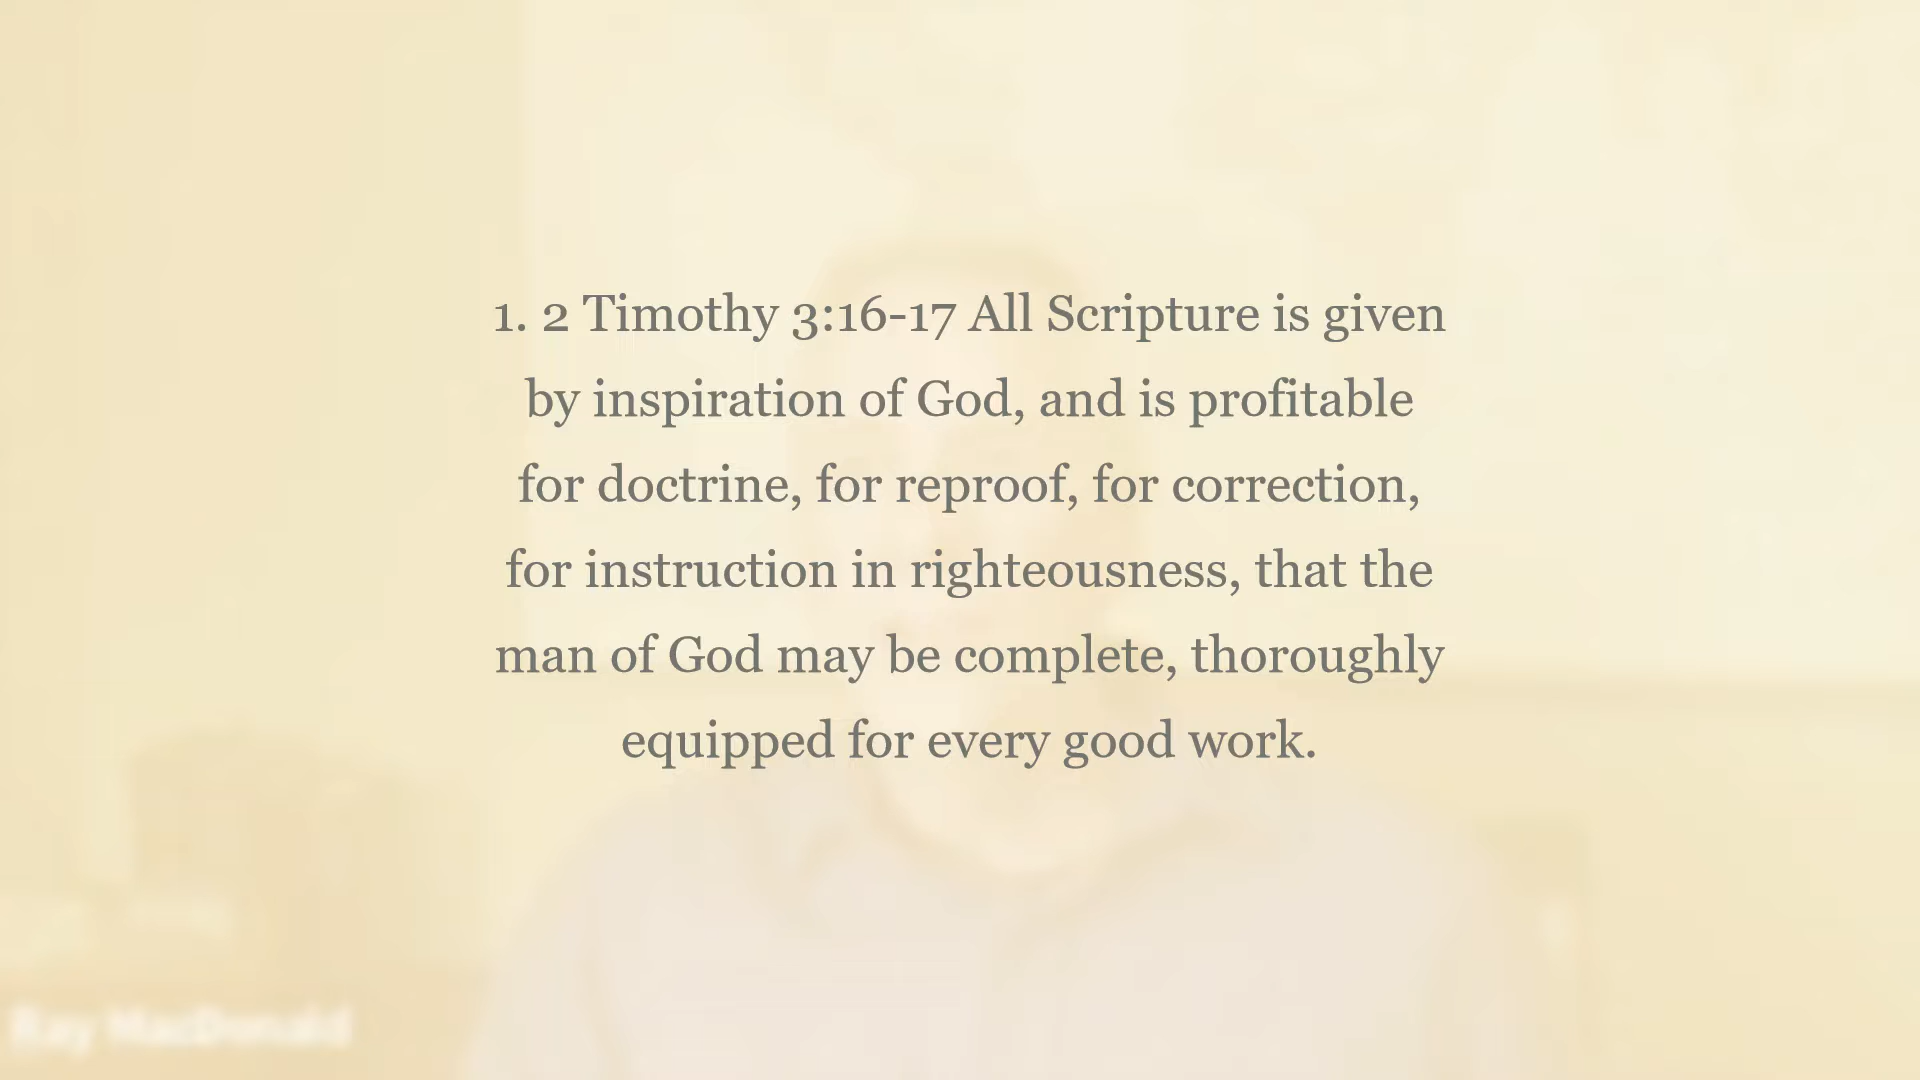 1. 2 Timothy 3:16-17 All Scripture is given
by inspiration of God, and is profitable
for doctrine, for reproof, for correction,
for instruction in righteousness, that the
man of God may be complete, thoroughly
equipped for every good work.
Ray MacDonald